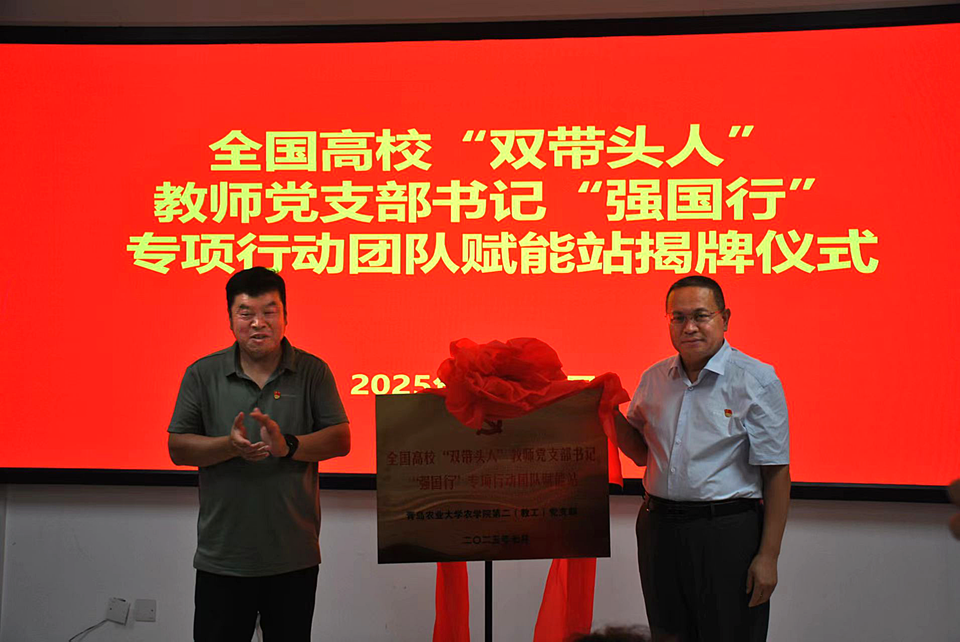 全国高校“双带头人”
教师党支部书记“强国行”
专项行动团队赋能站揭牌仪式
2025
全国高校“双带头人”教师党支部书记
“强国行”专项行动团队赋能站
青岛农业大学农学院第二（教工）党支部
二〇二五年七月